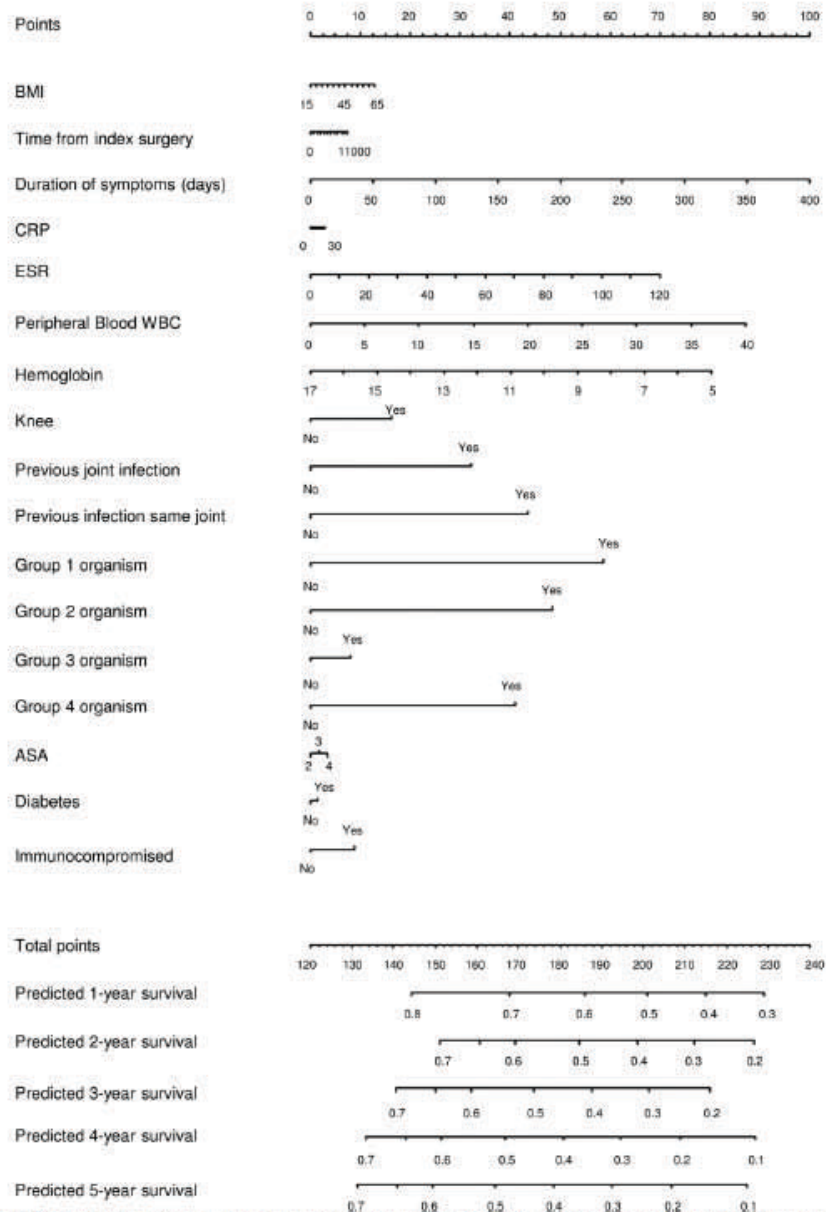 Points 0 10 20 30 40 50 60 70 80 90 100
BMI
15 45 65
Time from index surgery
0 11000
Duration of symptoms (days)
0 50 100 150 200 250 300 350 400
CRP
0 30
ESR
0 20 40 60 80 100 120
Peripheral Blood WBC
0 5 10 15 20 25 30 35 40
Hemoglobin
17 15 13 11 9 7 5
Yes
Knee
No
Yes
Previous joint infection
No
Yes
Previous infection same joint
No
Yes
Group 1 organism
No
Yes
Group 2 organism
No
Yes
Group 3 organism
No
Yes
Group 4 organism
No
3
ASA
2 4
Yes
Diabetes
No
Yes
Immunocompromised
No
Total points
120 130 140 150 160 170 180 190 200 210 220 230 240
Predicted 1-year survival
0.8 0.7 0.6 0.5 0.4 0.3
Predicted 2-year survival
0.7 0.6 0.5 0.4 0.3 0.2
Predicted 3-year survival
0.7 0.6 0.5 0.4 0.3 0.2
Predicted 4-year survival
0.7 0.6 0.5 0.4 0.3 0.2 0.1
Predicted 5-year survival
0.7 0.6 0.5 0.4 0.3 0.2 0.1